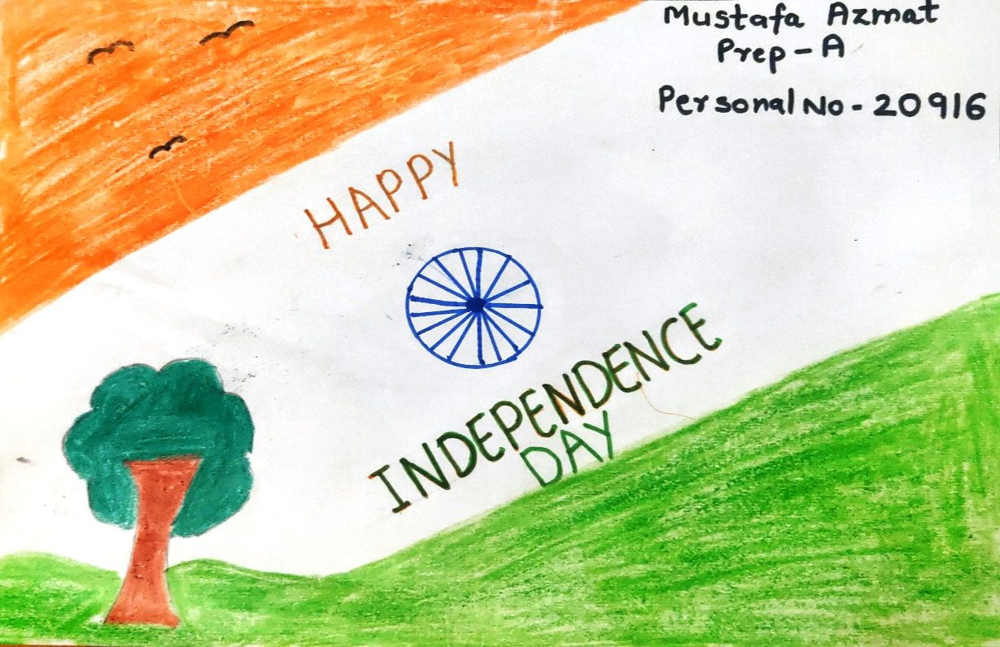 Mustafa Azmat
Prep-A
Personal No - 20916
HAPPY
INDEPENDENCE
DAY